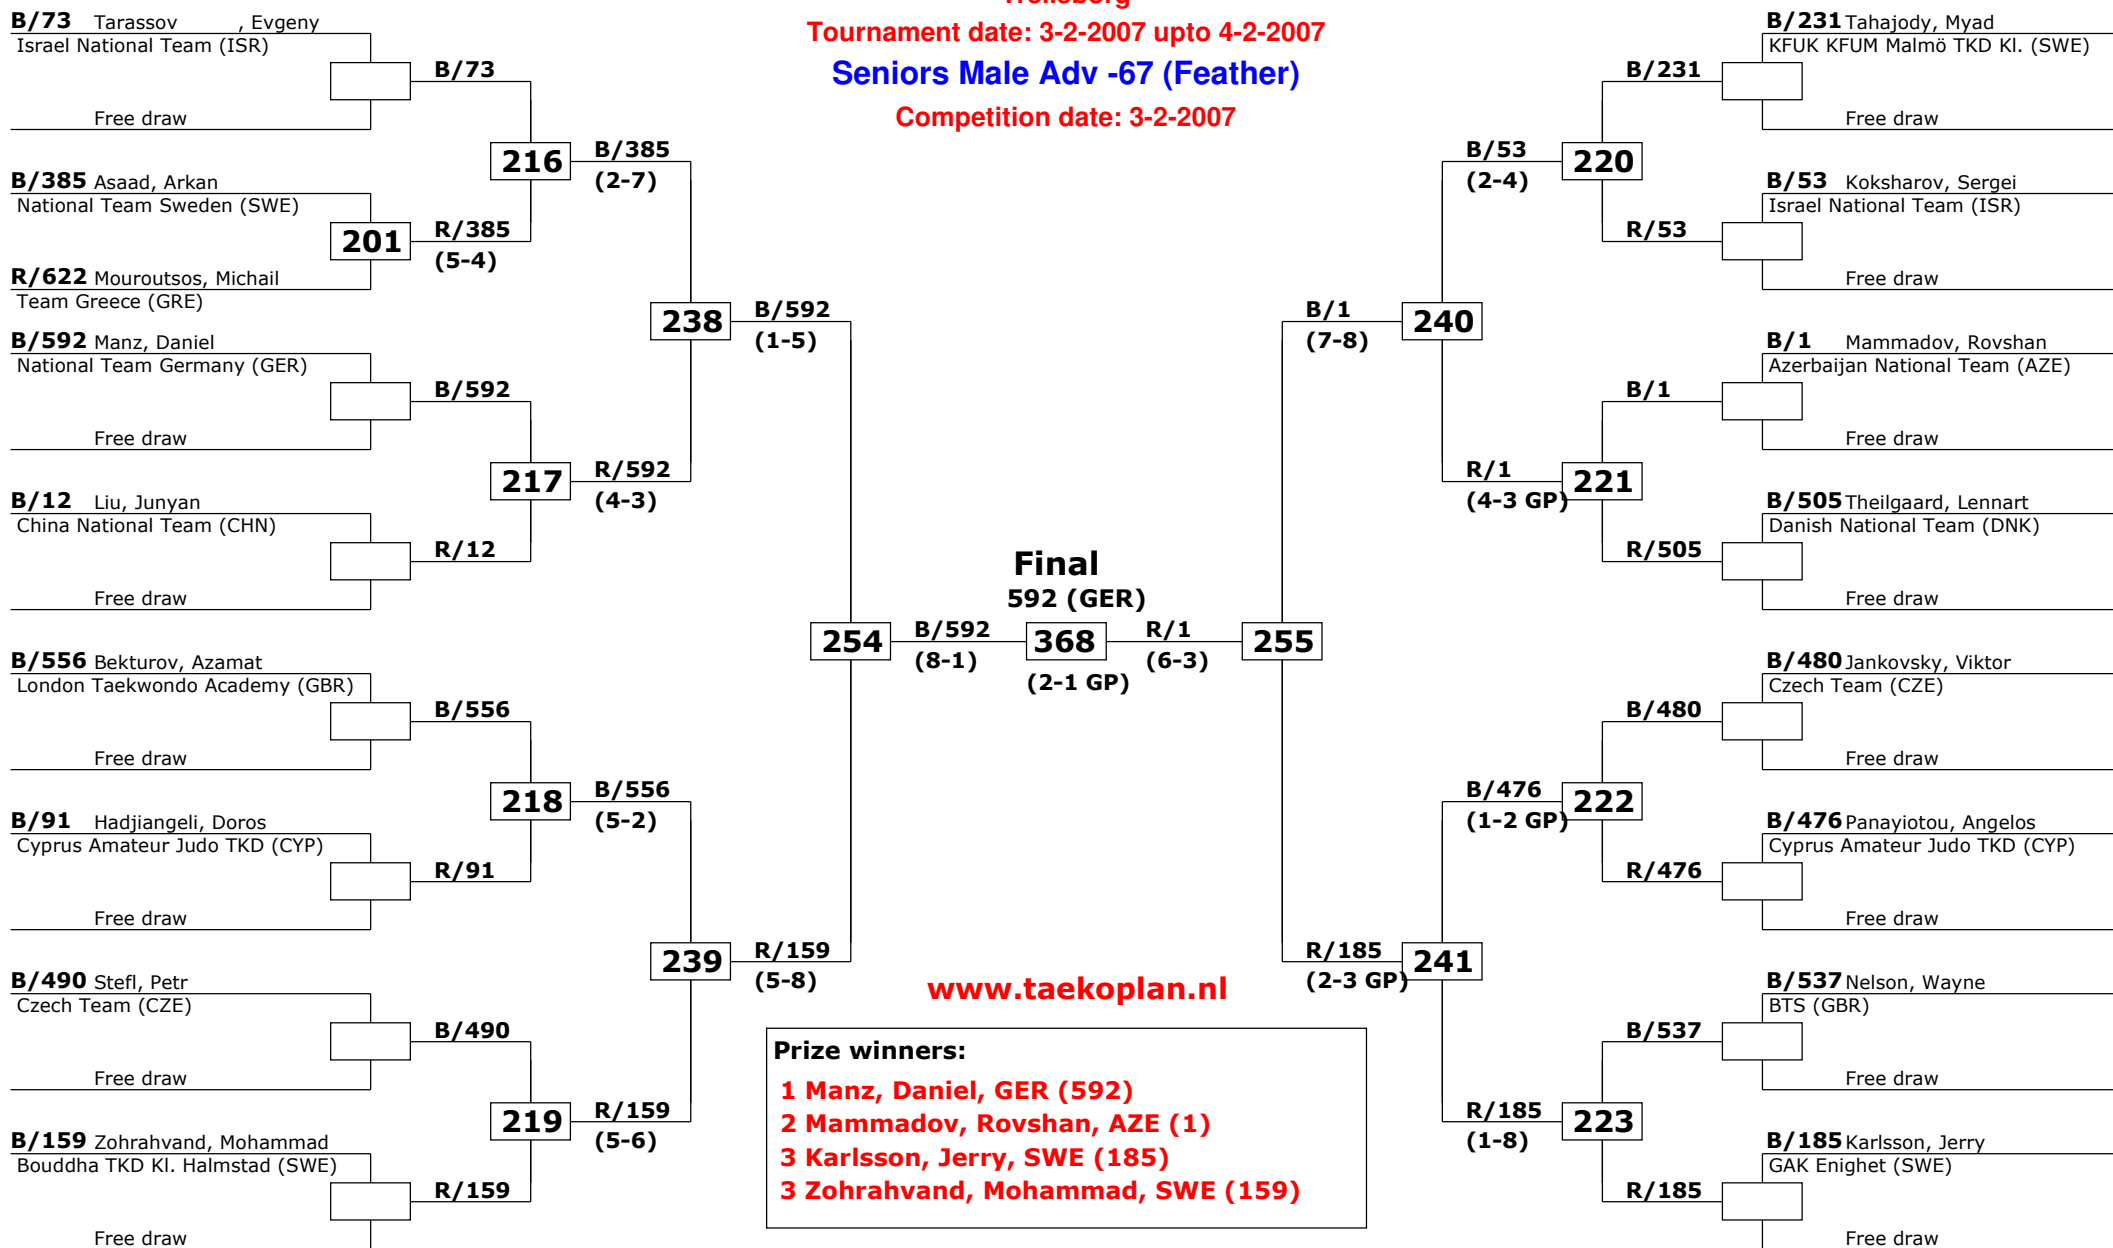 Trelleborg
Tournament date: 3-2-2007 upto 4-2-2007
Seniors Male Adv -67 (Feather)
Competition date: 3-2-2007
B/73 Tarassov , Evgeny
Israel National Team (ISR)
B/73
Free draw
216
B/385
(2-7)
B/385 Asaad, Arkan
National Team Sweden (SWE)
201
R/385
(5-4)
R/622 Mouroutsos, Michail
Team Greece (GRE)
238
B/592
(1-5)
B/592 Manz, Daniel
National Team Germany (GER)
B/592
Free draw
217
R/592
(4-3)
B/12 Liu, Junyan
China National Team (CHN)
R/12
Free draw
254
B/592
(8-1)
B/556 Bekturov, Azamat
London Taekwondo Academy (GBR)
B/556
Free draw
218
B/556
(5-2)
B/91 Hadjiangeli, Doros
Cyprus Amateur Judo TKD (CYP)
R/91
Free draw
239
R/159
(5-8)
B/490 Stefl, Petr
Czech Team (CZE)
B/490
Free draw
219
R/159
(5-6)
B/159 Zohrahvand, Mohammad
Bouddha TKD Kl. Halmstad (SWE)
R/159
Free draw
Final
592 (GER)
368
(2-1 GP)
B/231 Tahajody, Myad
KFUK KFUM Malmö TKD Kl. (SWE)
B/231
Free draw
B/53
(2-4)
220
B/53 Koksharov, Sergei
Israel National Team (ISR)
R/53
Free draw
B/1
(7-8)
240
B/1 Mammadov, Rovshan
Azerbaijan National Team (AZE)
B/1
Free draw
R/1
(4-3 GP)
221
B/505 Theilgaard, Lennart
Danish National Team (DNK)
R/505
Free draw
R/1
(6-3)
255
B/480 Jankovsky, Viktor
Czech Team (CZE)
B/480
Free draw
B/476
(1-2 GP)
222
B/476 Panayiotou, Angelos
Cyprus Amateur Judo TKD (CYP)
R/476
Free draw
R/185
(2-3 GP)
241
B/537 Nelson, Wayne
BTS (GBR)
B/537
Free draw
R/185
(1-8)
223
B/185 Karlsson, Jerry
GAK Enighet (SWE)
R/185
Free draw
www.taekoplan.nl
Prize winners:
1 Manz, Daniel, GER (592)
2 Mammadov, Rovshan, AZE (1)
3 Karlsson, Jerry, SWE (185)
3 Zohrahvand, Mohammad, SWE (159)